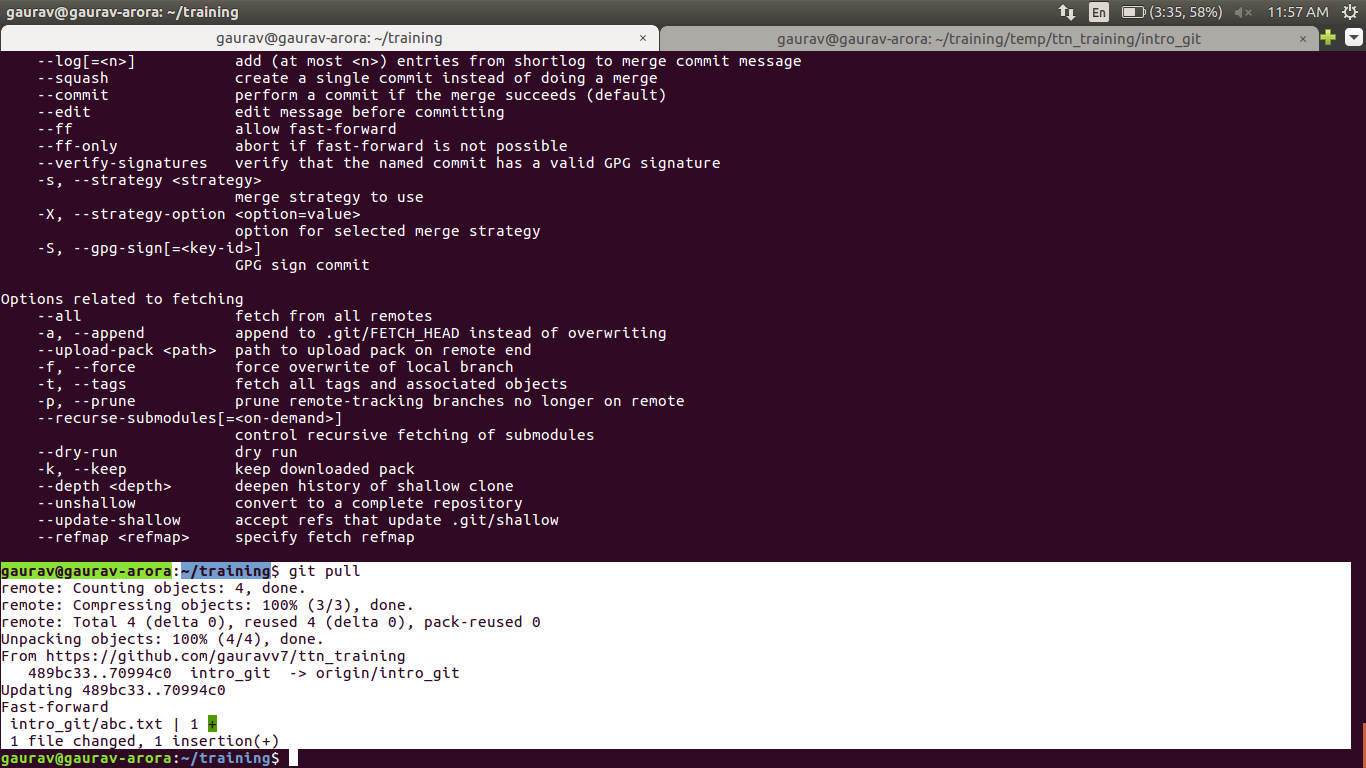 gaurav@gaurav-arora: ~/training
En (3:35, 58%) 11:57 AM
gaurav@gaurav-arora: ~/training × gaurav@gaurav-arora: ~/training/temp/ttn_training/intro_git ×
    --log[=<n>]           add (at most <n>) entries from shortlog to merge commit message
    --squash              create a single commit instead of doing a merge
    --commit              perform a commit if the merge succeeds (default)
    --edit                edit message before committing
    --ff                  allow fast-forward
    --ff-only             abort if fast-forward is not possible
    --verify-signatures   verify that the named commit has a valid GPG signature
    -s, --strategy <strategy>
                          merge strategy to use
    -X, --strategy-option <option=value>
                          option for selected merge strategy
    -S, --gpg-sign[=<key-id>]
                          GPG sign commit
Options related to fetching
    --all                 fetch from all remotes
    -a, --append          append to .git/FETCH_HEAD instead of overwriting
    --upload-pack <path>  path to upload pack on remote end
    -f, --force           force overwrite of local branch
    -t, --tags            fetch all tags and associated objects
    -p, --prune           prune remote-tracking branches no longer on remote
    --recurse-submodules[=<on-demand>]
                          control recursive fetching of submodules
    --dry-run             dry run
    -k, --keep            keep downloaded pack
    --depth <depth>       deepen history of shallow clone
    --unshallow           convert to a complete repository
    --update-shallow      accept refs that update .git/shallow
    --refmap <refmap>     specify fetch refmap
gaurav@gaurav-arora:~/training$ git pull
remote: Counting objects: 4, done.
remote: Compressing objects: 100% (3/3), done.
remote: Total 4 (delta 0), reused 4 (delta 0), pack-reused 0
Unpacking objects: 100% (4/4), done.
From https://github.com/gauravv7/ttn_training
   489bc33..70994c0  intro_git  -> origin/intro_git
Updating 489bc33..70994c0
Fast-forward
 intro_git/abc.txt | 1 +
 1 file changed, 1 insertion(+)
gaurav@gaurav-arora:~/training$